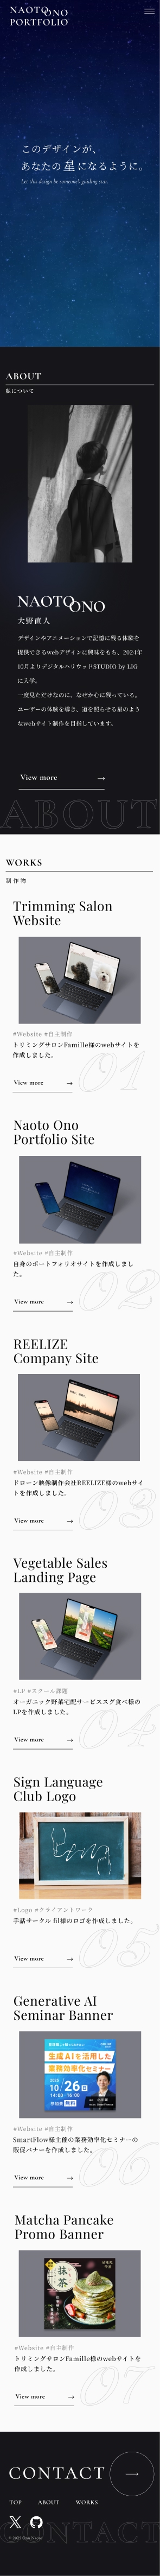 NAOTO ONO
PORTFOLIO
このデザインが、
あなたの星になるように。
Let this design be someone's guiding star.
ABOUT
私について
NAOTO ONO
大野直人
デザインやアニメーションで記憶に残る体験を
提供できるwebデザインに興味をもち、2024年
10月よりデジタルハリウッドSTUDIO by LIG
に入学。
一度見ただけなのに、なぜか心に残っている。
ユーザーの体験を導き、道を照らせる星のよう
なwebサイト制作を目指しています。
View more
ABOUT
WORKS
制作物
Trimming Salon
Website
#Website #自主制作
トリミングサロンFamille様のwebサイトを
作成しました。
View more
01
Naoto Ono
Portfolio Site
#Website #自主制作
自身のポートフォリオサイトを作成しまし
た。
View more
02
REELIZE
Company Site
#Website #自主制作
ドローン映像制作会社REELIZE様のwebサイ
トを作成しました。
View more
03
Vegetable Sales
Landing Page
#LP #スクール課題
オーガニック野菜宅配サービススグ食べ様の
LPを作成しました。
View more
04
Sign Language
Club Logo
#Logo #クライアントワーク
手話サークル 創様のロゴを作成しました。
View more
05
Generative AI
Seminar Banner
生成AIを活用した
業務効率化セミナー
10/26
#Website #自主制作
SmartFlow様主催の業務効率化セミナーの
販促バナーを作成しました。
View more
06
Matcha Pancake
Promo Banner
抹茶
#Website #自主制作
トリミングサロンFamille様のwebサイトを
作成しました。
View more
07
CONTACT
TOP ABOUT WORKS
CONTACT